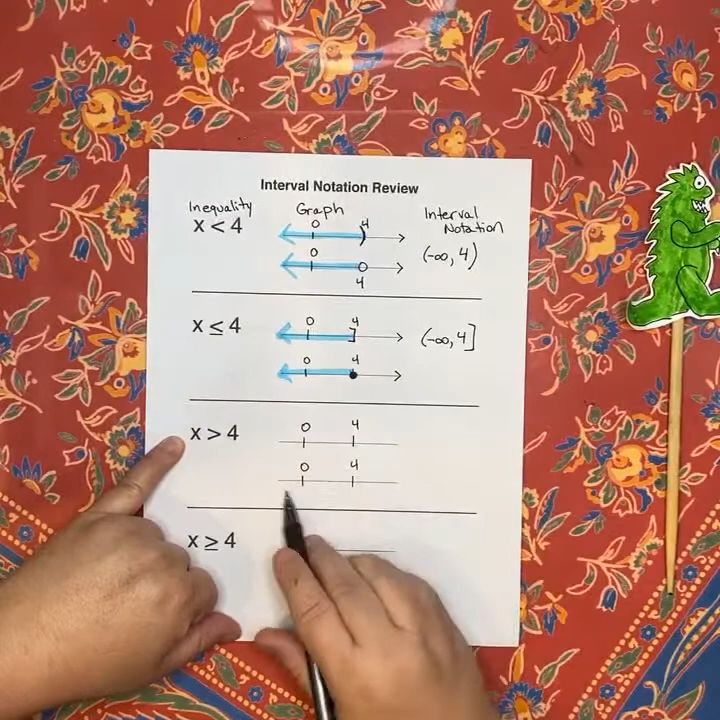 Interval Notation Review
Inequality Graph Interval Notation
x < 4 0 4 (-∞, 4)
0 4
x ≤ 4 0 4 (-∞, 4]
0 4
x > 4 0 4
0 4
x ≥ 4